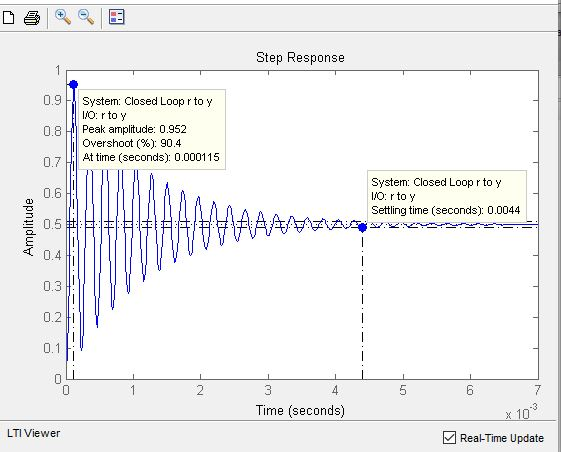 Step Response
1
0.9
0.8
0.7
0.6
0.5
0.4
0.3
0.2
0.1
0
Amplitude
System: Closed Loop r to y
I/O: r to y
Peak amplitude: 0.952
Overshoot (%): 90.4
At time (seconds): 0.000115
System: Closed Loop r to y
I/O: r to y
Settling time (seconds): 0.0044
0 1 2 3 4 5 6 7
x 10⁻³
Time (seconds)
LTI Viewer
Real-Time Update